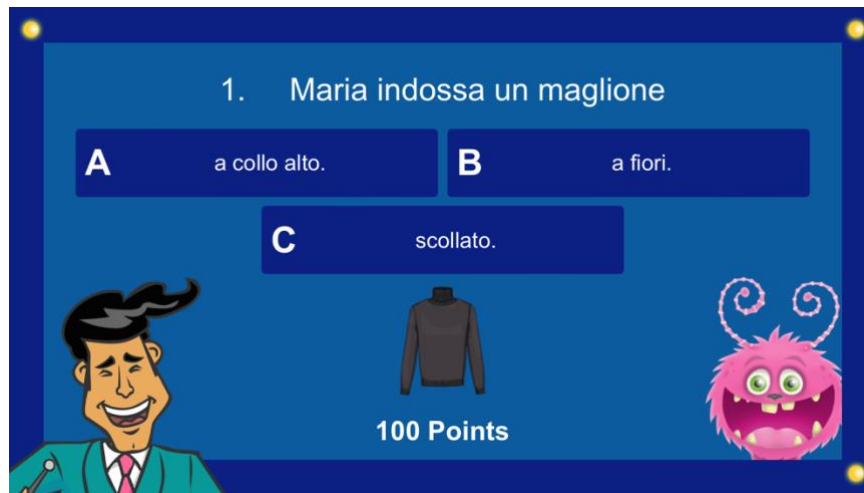 1. Maria indossa un maglione
A a collo alto.
B a fiori.
C scollato.
100 Points